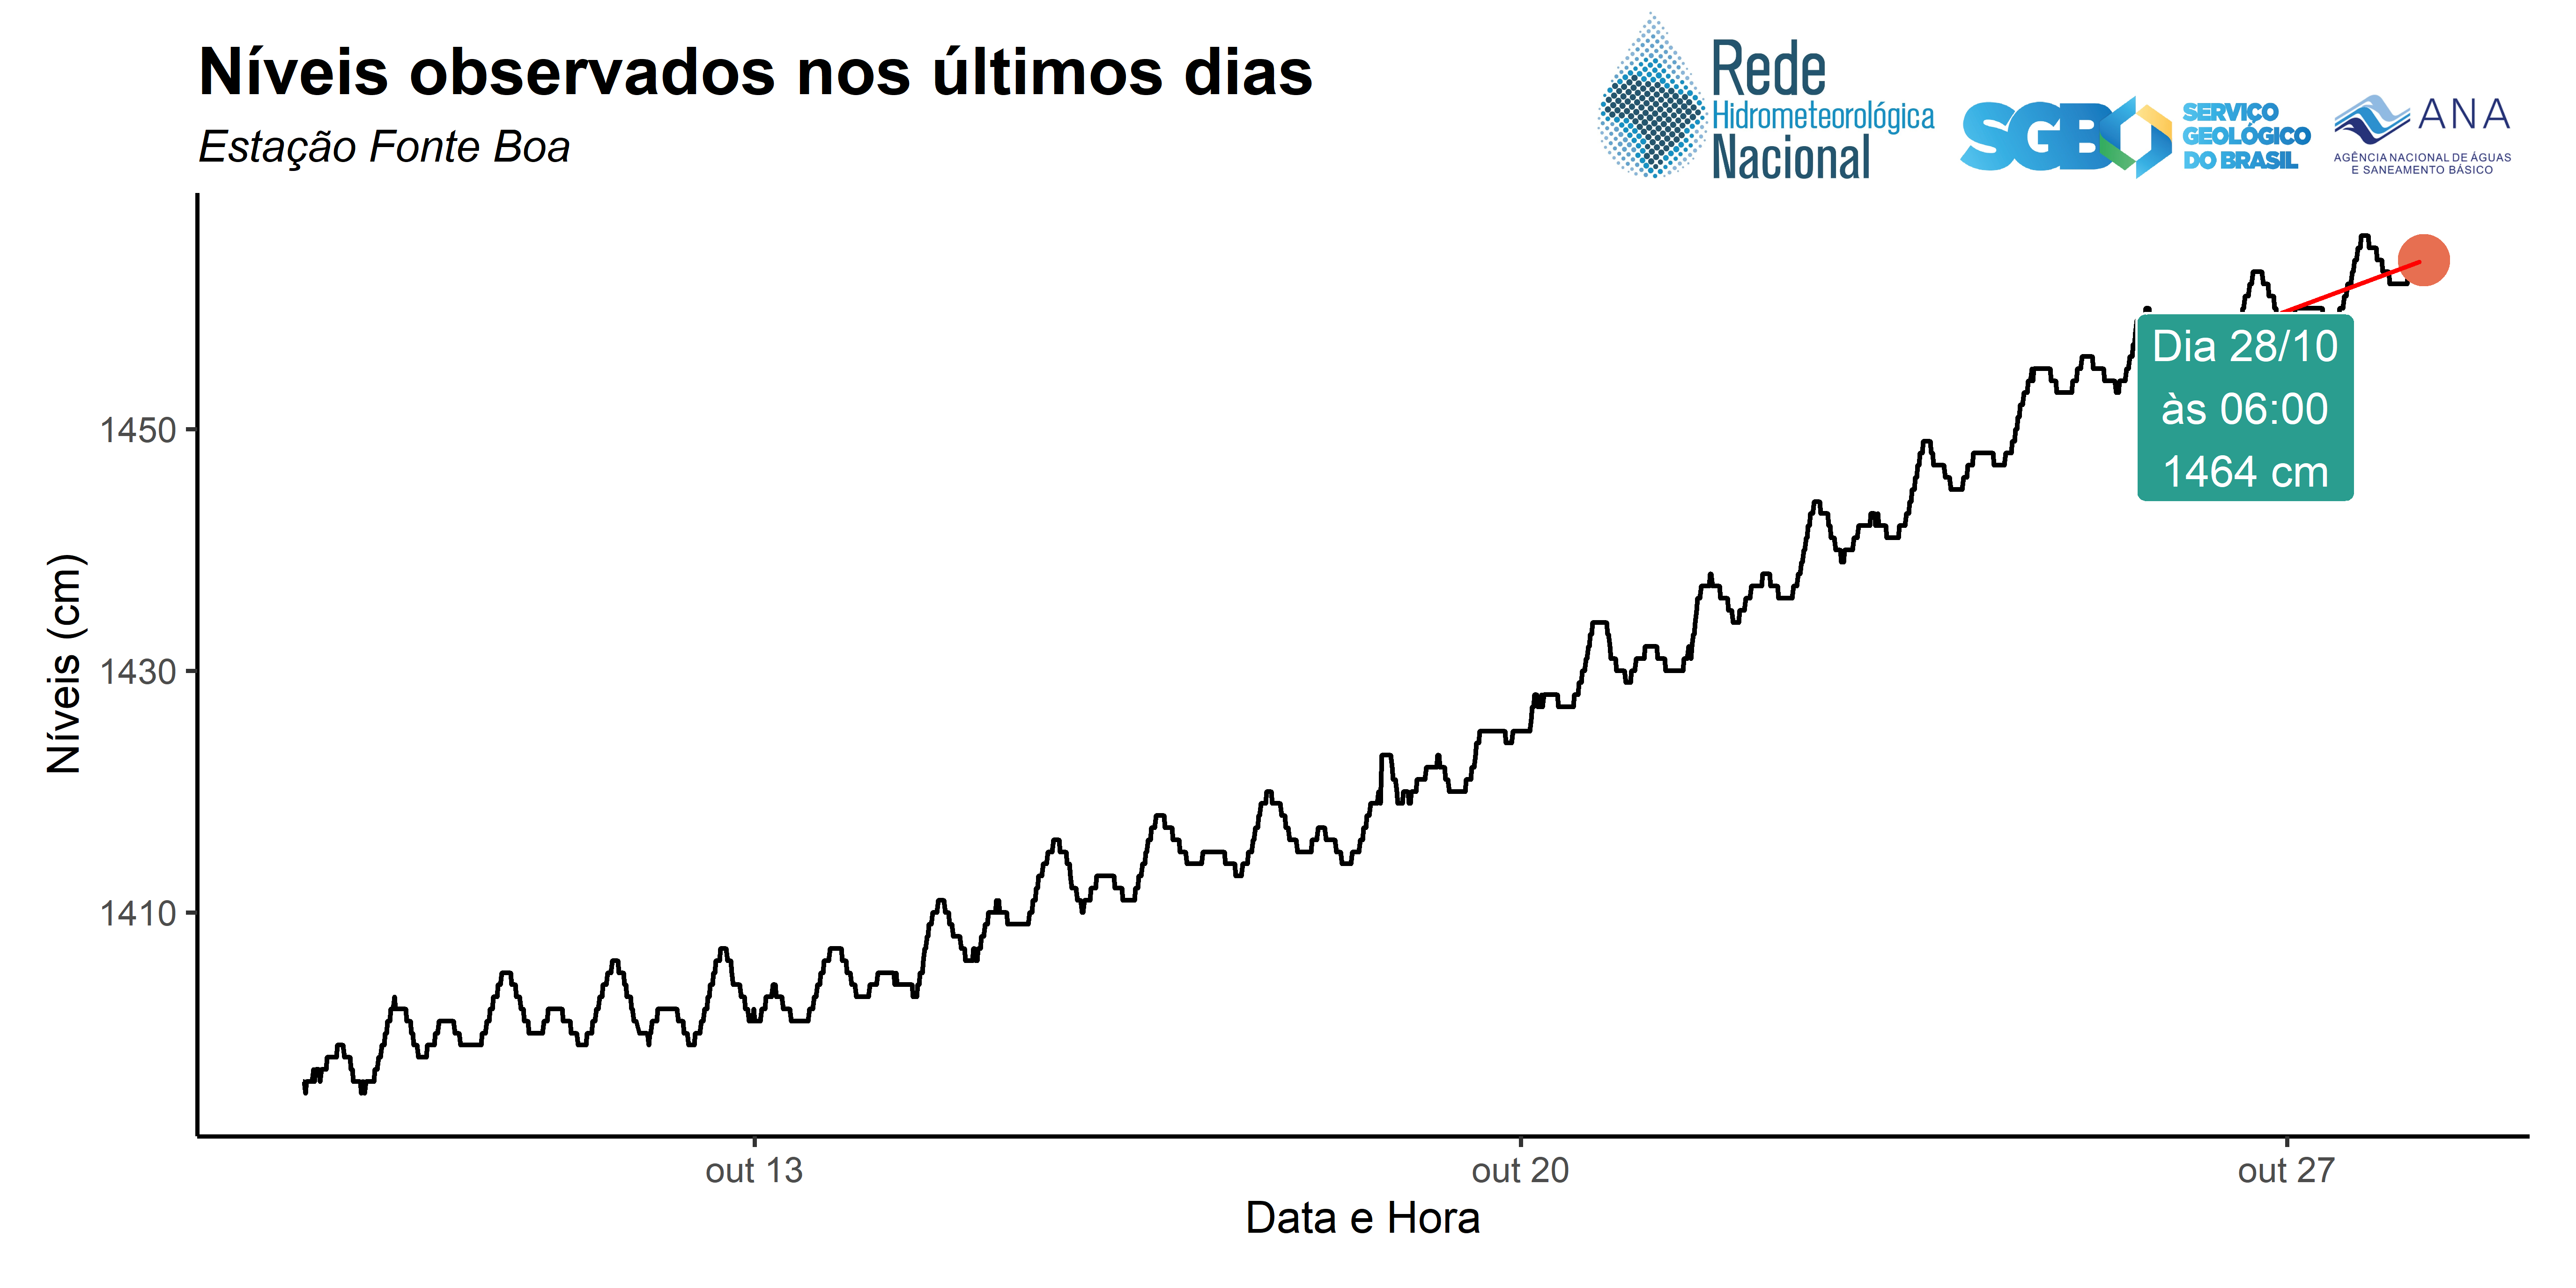 Níveis observados nos últimos dias
Estação Fonte Boa
Rede
Hidrometeorológica
Nacional
SGB
SERVIÇO
GEOLÓGICO
DO BRASIL
ANA
AGÊNCIA NACIONAL DE ÁGUAS
E SANEAMENTO BÁSICO
Dia 28/10
às 06:00
1464 cm
1450
1430
1410
Níveis (cm)
out 13
out 20
out 27
Data e Hora